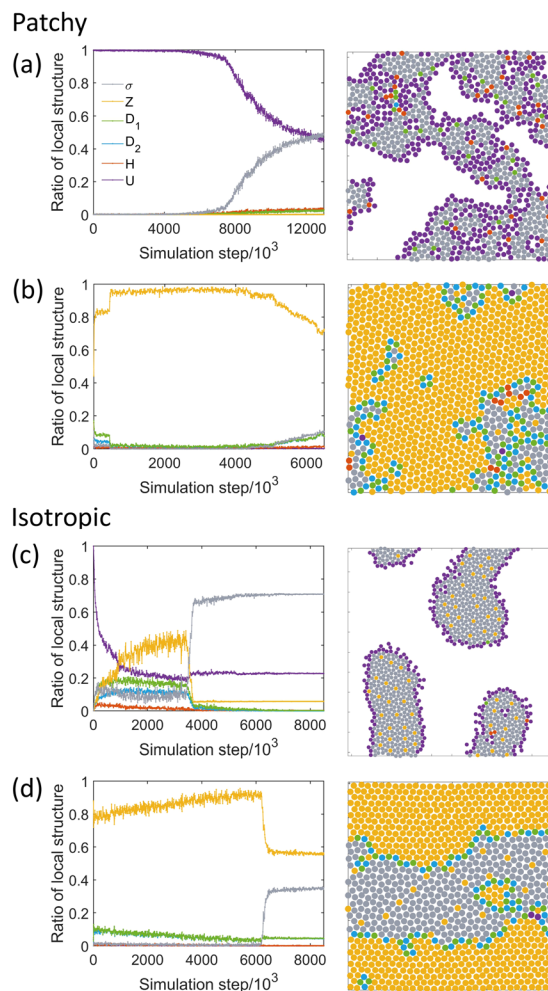 Patchy
(a)
Ratio of local structure
1
0.8
0.6
0.4
0.2
0
σ
Z
D1
D2
H
U
0 4000 8000 12000
Simulation step/10³
(b)
Ratio of local structure
1
0.8
0.6
0.4
0.2
0
0 2000 4000 6000
Simulation step/10³
Isotropic
(c)
Ratio of local structure
1
0.8
0.6
0.4
0.2
0
0 2000 4000 6000 8000
Simulation step/10³
(d)
Ratio of local structure
1
0.8
0.6
0.4
0.2
0
0 2000 4000 6000 8000
Simulation step/10³